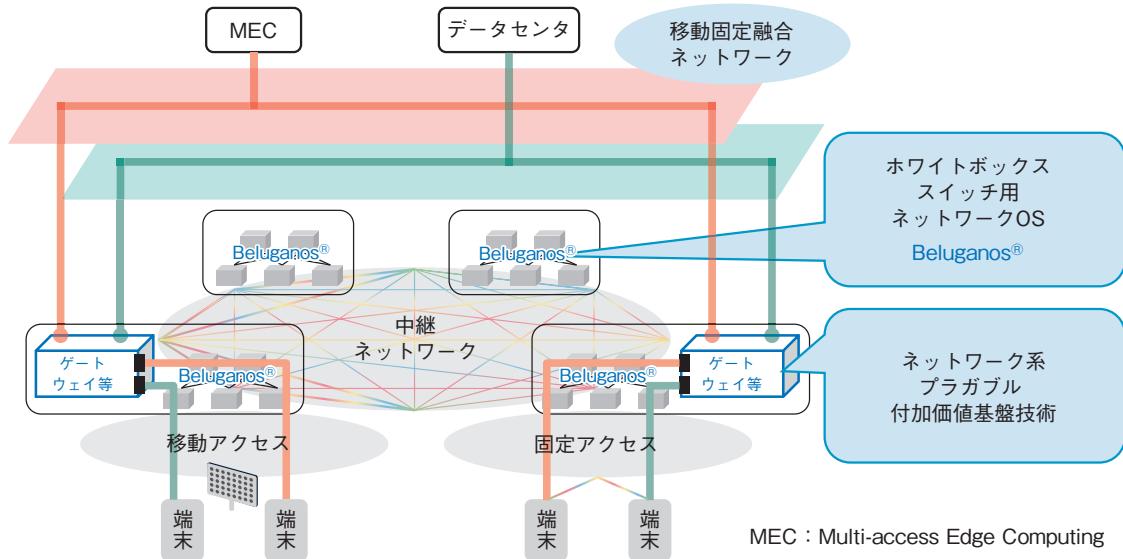 MEC
データセンタ
移動固定融合
ネットワーク
ホワイトボックス
スイッチ用
ネットワークOS
Beluganos®
Beluganos®
Beluganos®
中継
ネットワーク
ゲート
ウェイ等
Beluganos®
Beluganos®
ゲート
ウェイ等
ネットワーク系
プラガブル
付加価値基盤技術
移動アクセス
固定アクセス
端末
端末
端末
端末
MEC：Multi-access Edge Computing